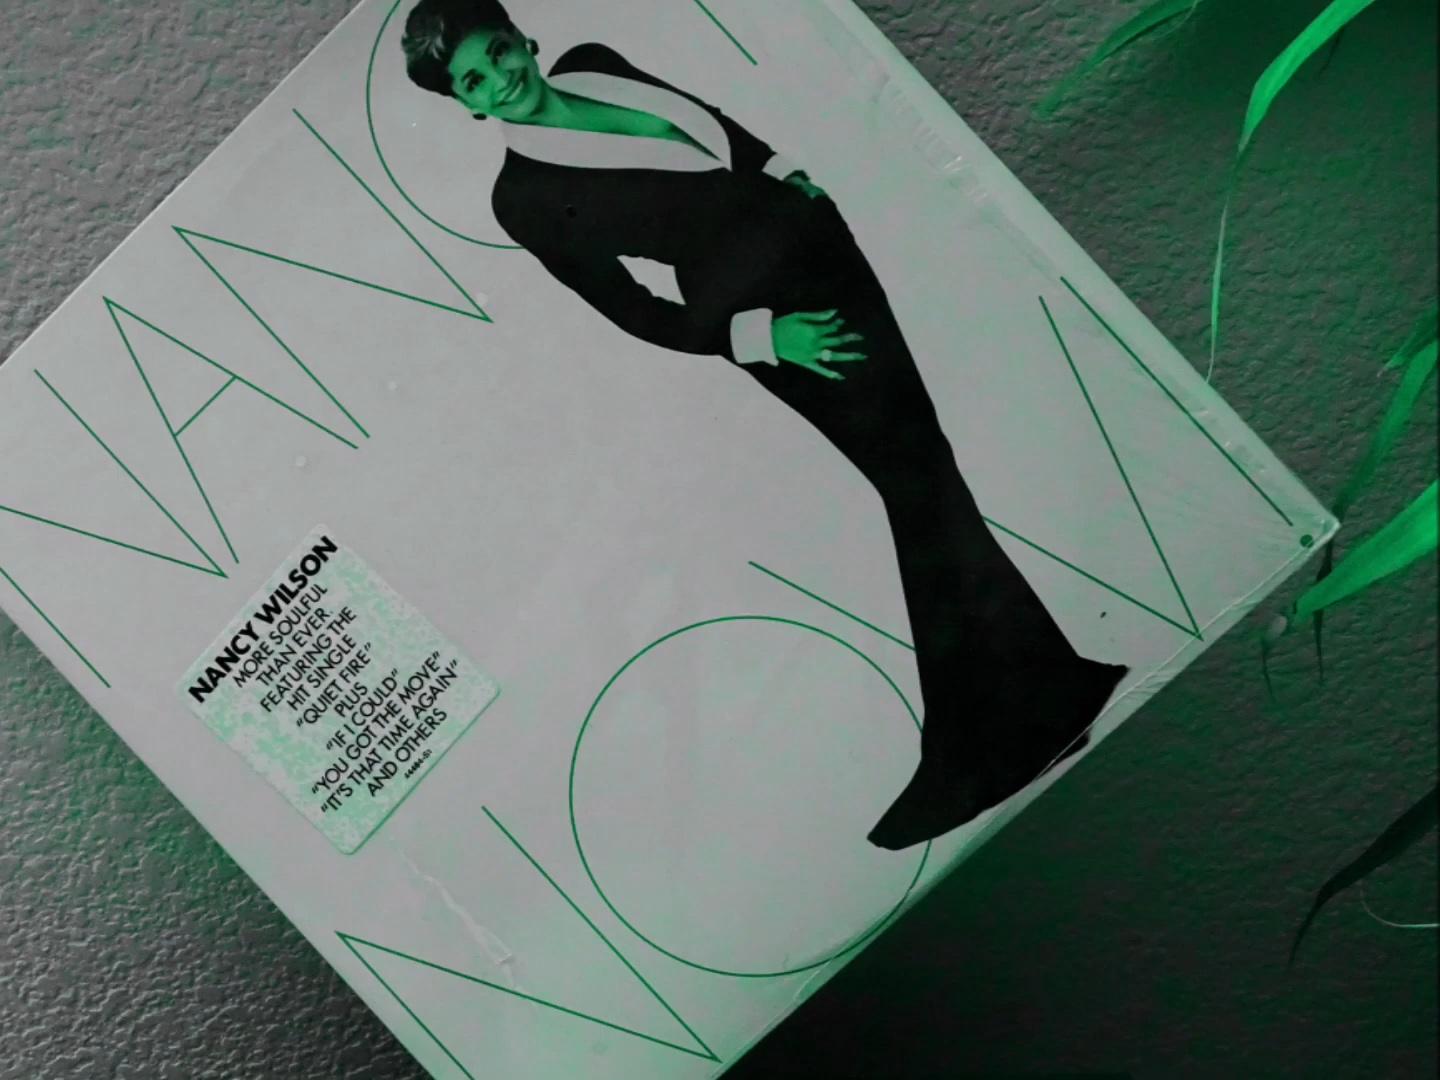 NANCY
NOW!
NANCY WILSON
MORE SOULFUL
THAN EVER
FEATURING THE
HIT SINGLE
"QUIET FIRE"
PLUS
"IF I COULD"
"YOU GOT THE MOVE"
"IT'S THAT TIME AGAIN"
AND OTHERS